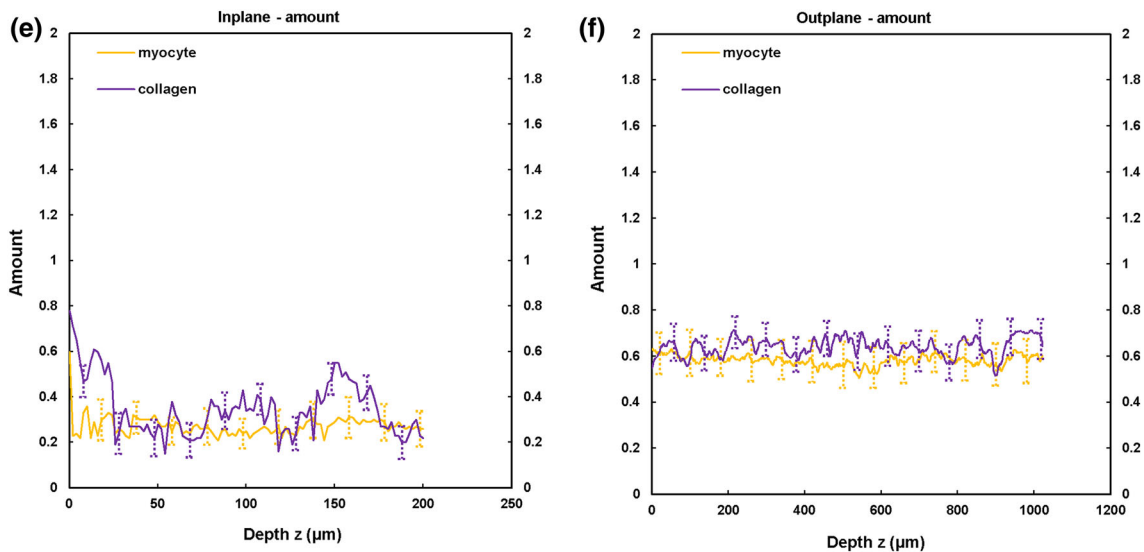 (e)
Inplane - amount
2 2
1.8 1.8
1.6 1.6
1.4 1.4
1.2 1.2
1 1
0.8 0.8
0.6 0.6
0.4 0.4
0.2 0.2
0 0
myocyte
collagen
Amount
0 50 100 150 200 250
Depth z (µm)
(f)
Outplane - amount
2 2
1.8 1.8
1.6 1.6
1.4 1.4
1.2 1.2
1 1
0.8 0.8
0.6 0.6
0.4 0.4
0.2 0.2
0 0
myocyte
collagen
Amount
0 200 400 600 800 1000 1200
Depth z (µm)